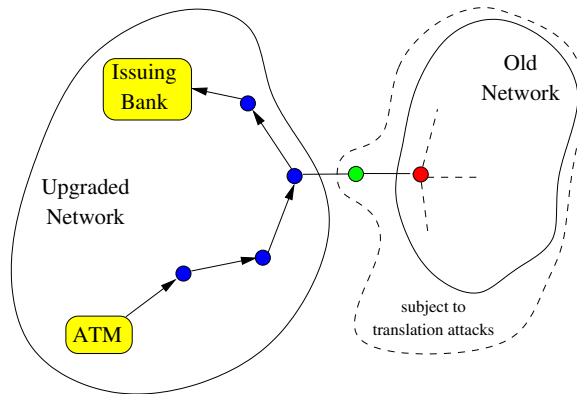 Issuing
Bank
Old
Network
Upgraded
Network
subject to
translation attacks
ATM